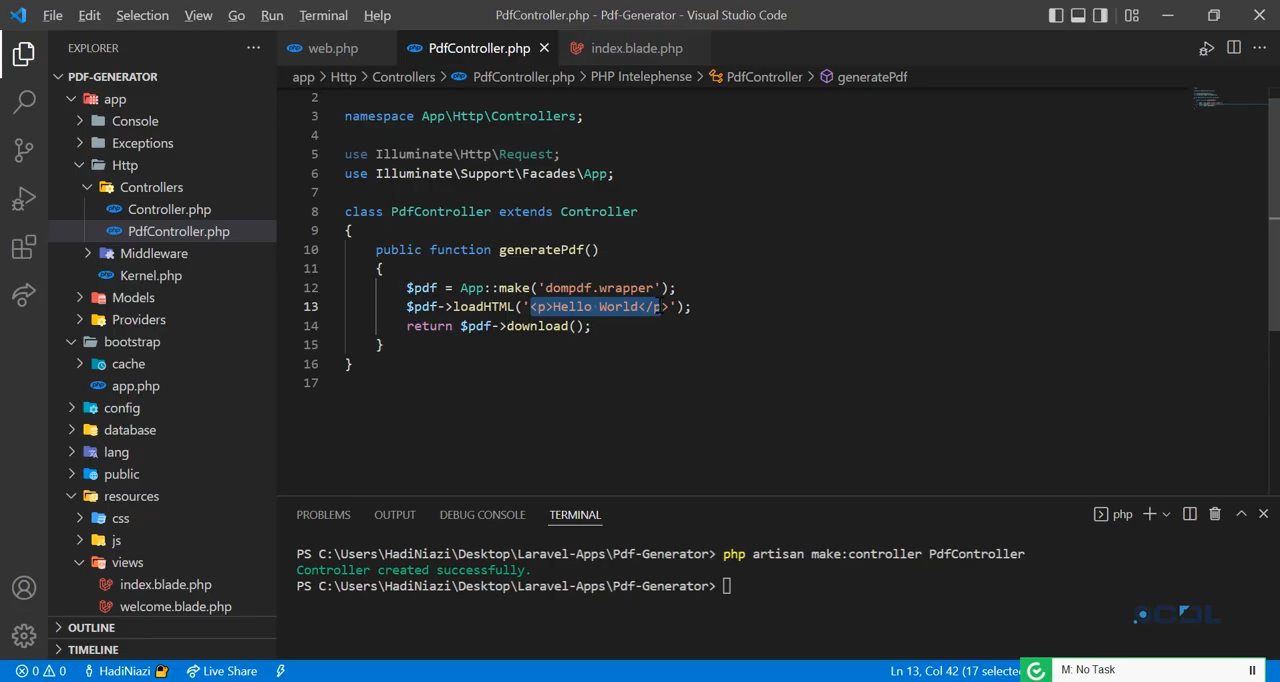 File Edit Selection View Go Run Terminal Help PdfController.php - Pdf-Generator - Visual Studio Code
EXPLORER
web.php PdfController.php index.blade.php
PDF-GENERATOR
app
Console
Exceptions
Http
Controllers
Controller.php
PdfController.php
Middleware
Kernel.php
Models
Providers
bootstrap
cache
app.php
config
database
lang
public
resources
css
js
views
index.blade.php
welcome.blade.php
OUTLINE
TIMELINE
app > Http > Controllers > PdfController.php > PHP Intelephense > PdfController > generatePdf
2
3 namespace App\Http\Controllers;
4
5 use Illuminate\Http\Request;
6 use Illuminate\Support\Facades\App;
7
8 class PdfController extends Controller
9 {
10 public function generatePdf()
11 {
12 $pdf = App::make('dompdf.wrapper');
13 $pdf->loadHTML('<p>Hello World</p>');
14 return $pdf->download();
15 }
16 }
17
PROBLEMS OUTPUT DEBUG CONSOLE TERMINAL php
PS C:\Users\HadiNiazi\Desktop\Laravel-Apps\Pdf-Generator> php artisan make:controller PdfController
Controller created successfully.
PS C:\Users\HadiNiazi\Desktop\Laravel-Apps\Pdf-Generator>
0 0 HadiNiazi Live Share Ln 13, Col 42 (17 selected
M: No Task